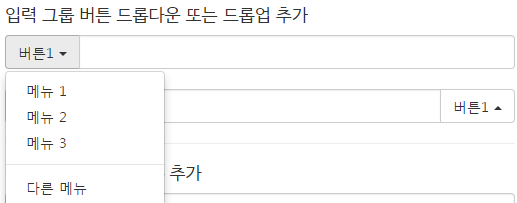 입력 그룹 버튼 드롭다운 또는 드롭업 추가
버튼1
메뉴 1
메뉴 2
버튼1
메뉴 3
추가
다른 메뉴